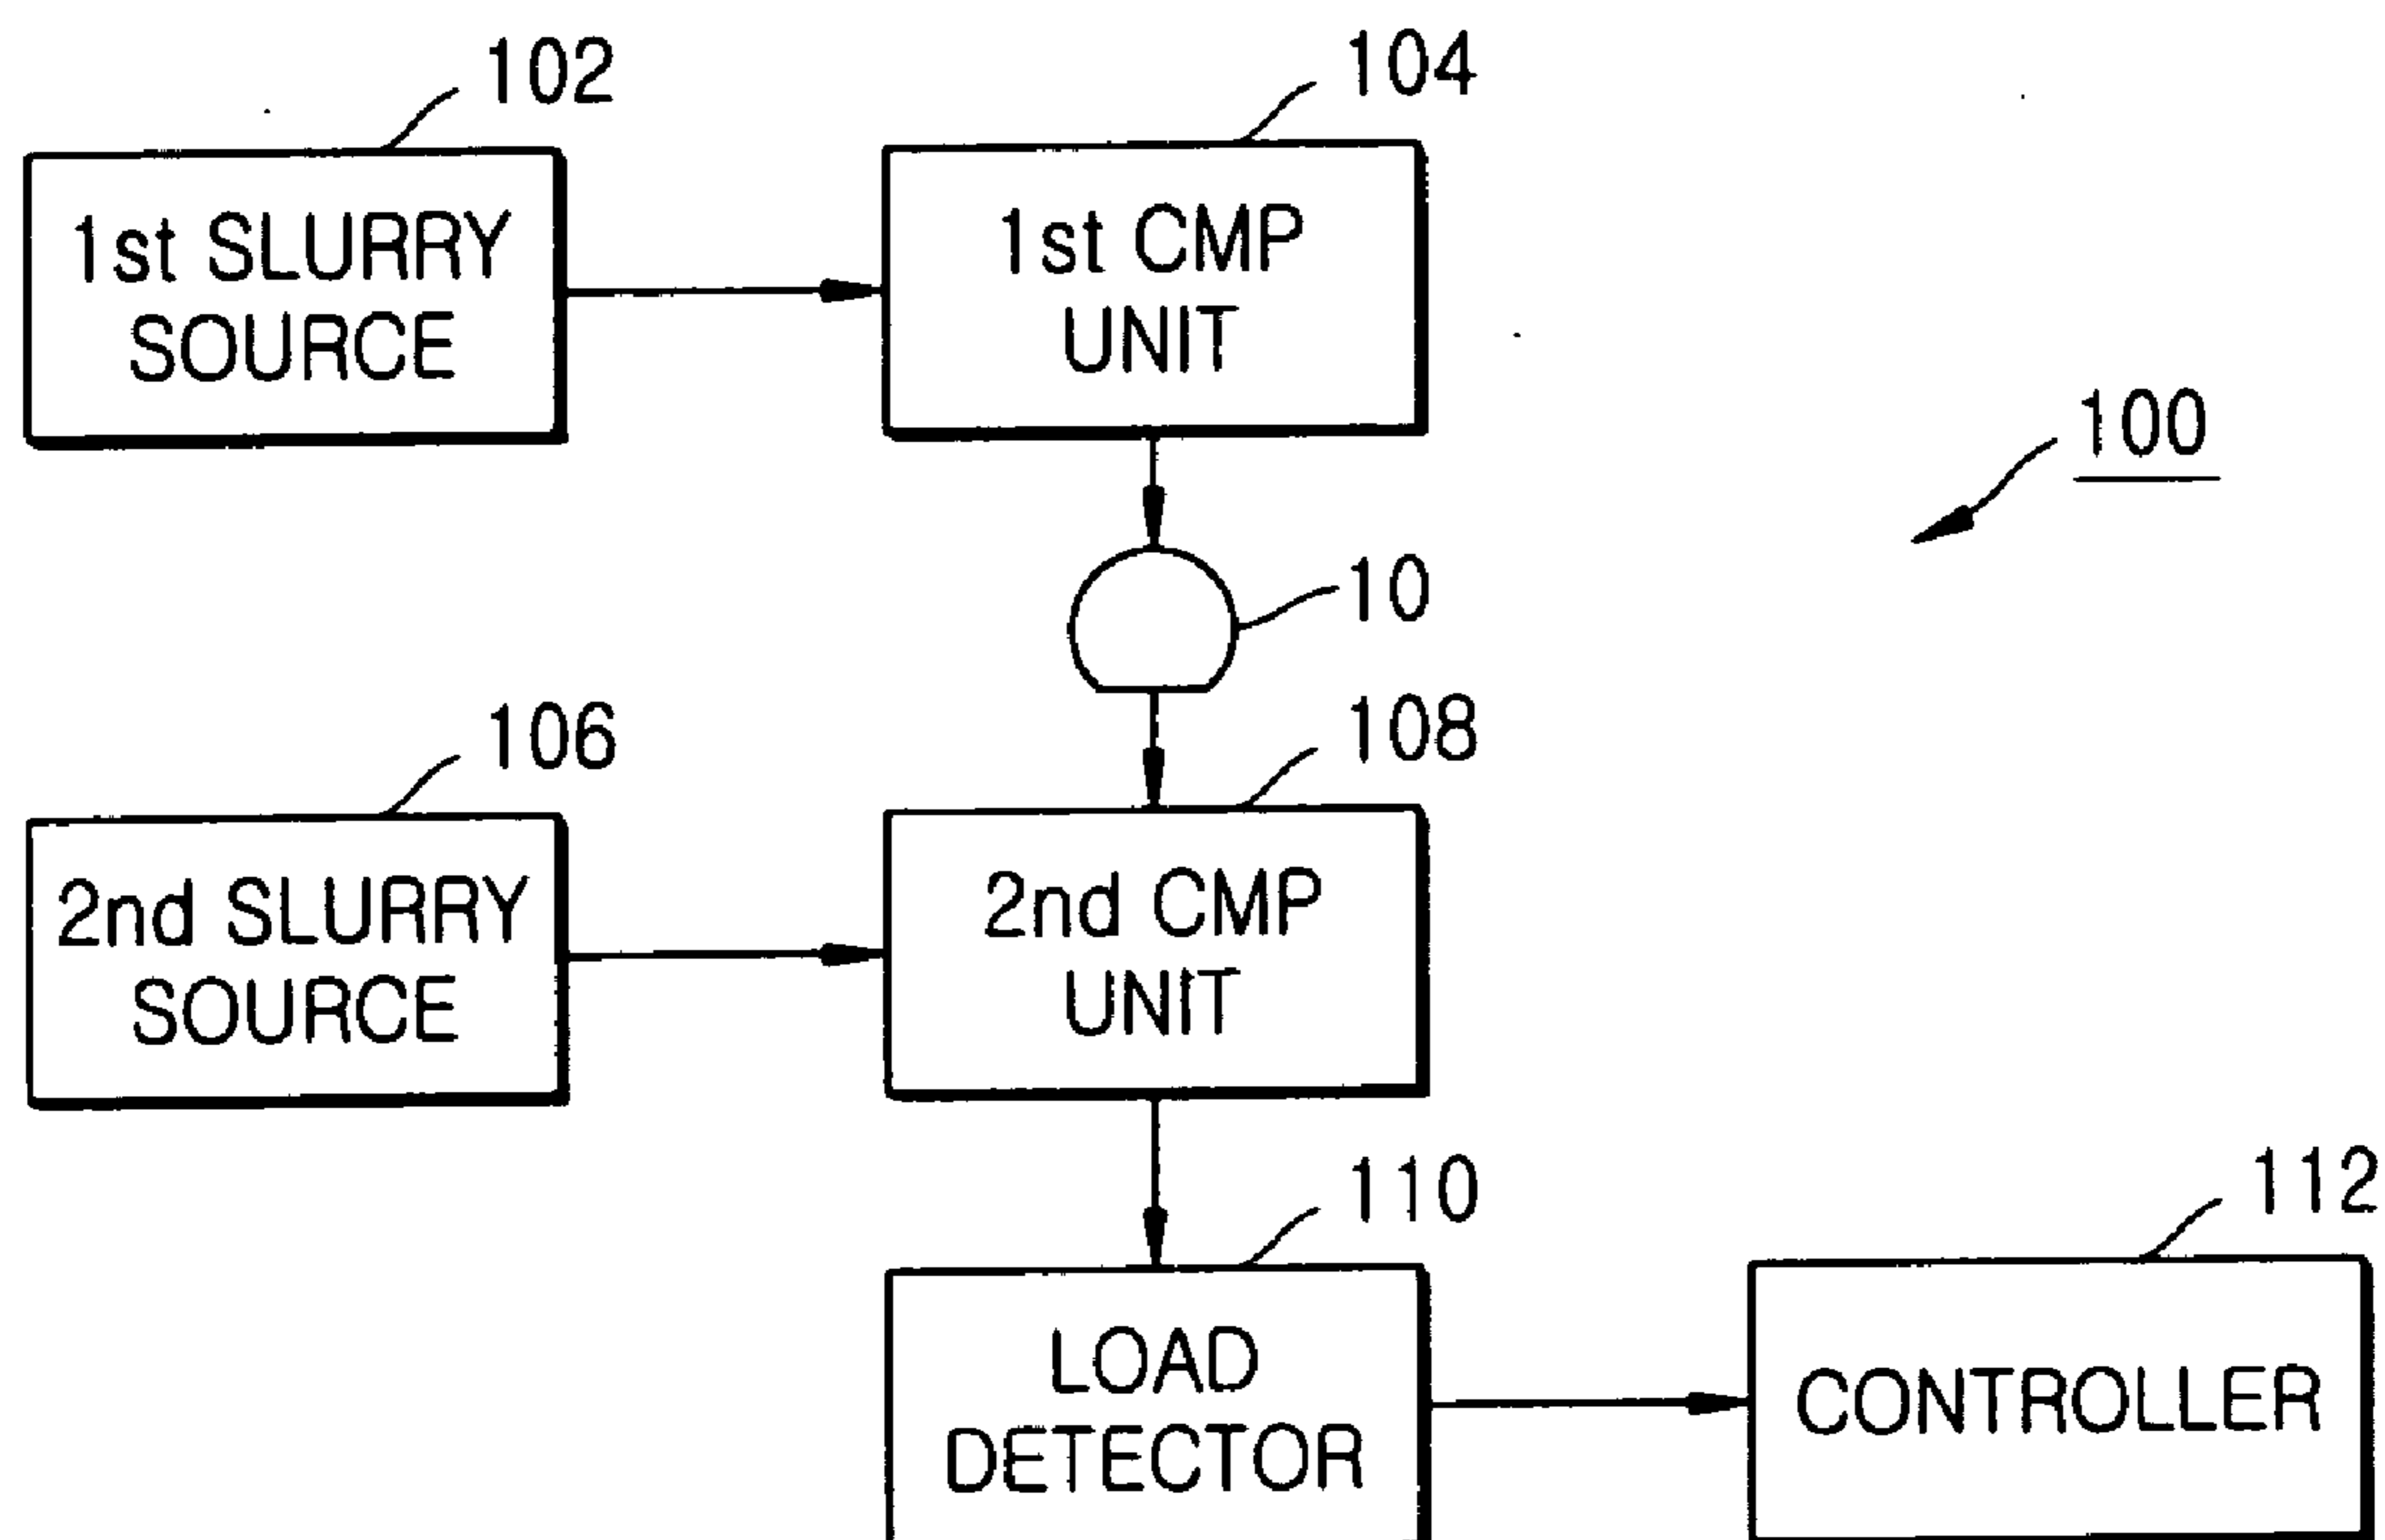 102
104
1st SLURRY
SOURCE
1st CMP
UNIT
100
10
106
108
2nd SLURRY
SOURCE
2nd CMP
UNIT
110
112
LOAD
DETECTOR
CONTROLLER